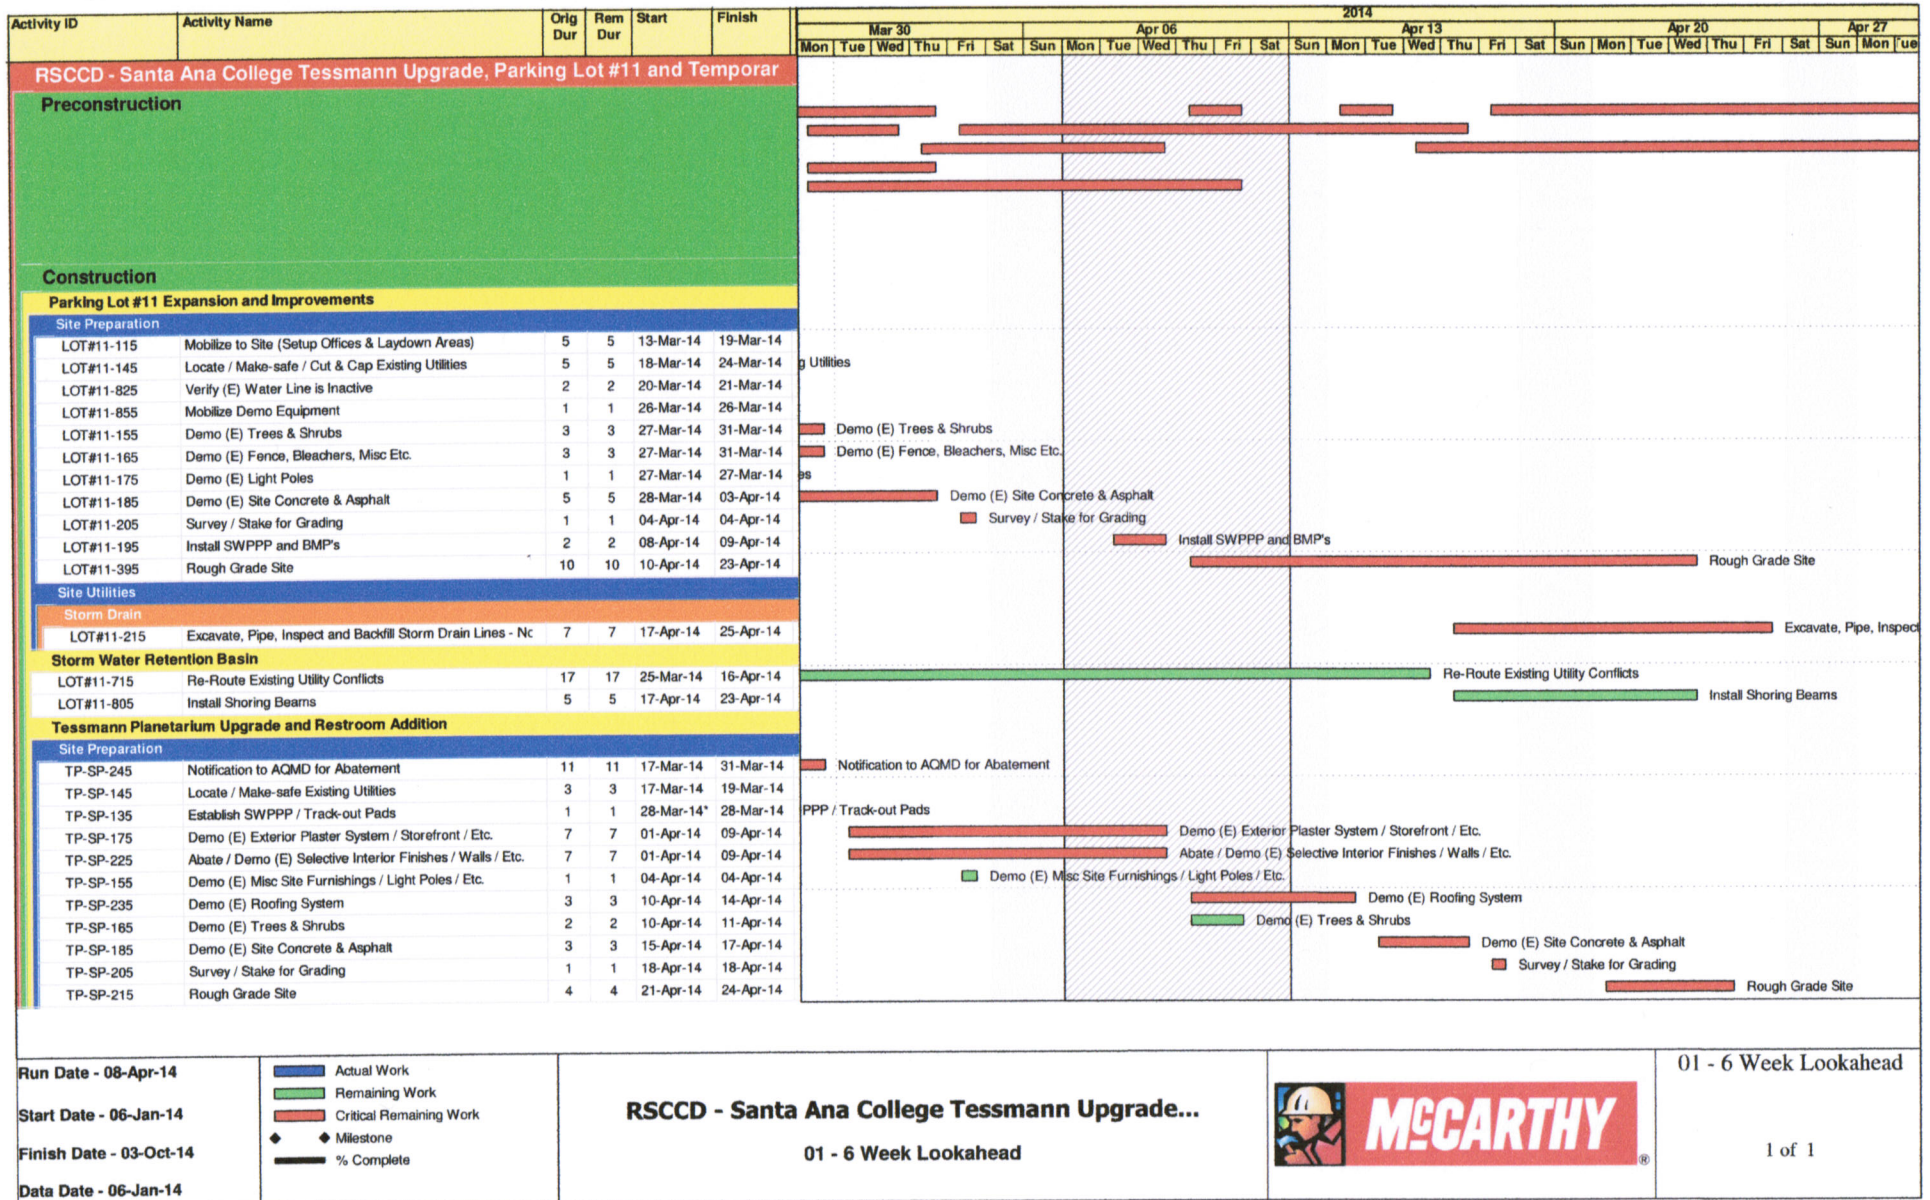 Activity ID Activity Name Orig Dur Rem Dur Start Finish 2014
Mar 30 Apr 06 Apr 13 Apr 20 Apr 27
Mon Tue Wed Thu Fri Sat Sun Mon Tue Wed Thu Fri Sat Sun Mon Tue Wed Thu Fri Sat Sun Mon Tue Wed Thu Fri Sat Sun Mon Tue
RSCCD - Santa Ana College Tessmann Upgrade, Parking Lot #11 and Temporar
Preconstruction
Construction
Parking Lot #11 Expansion and Improvements
Site Preparation
LOT#11-115 Mobilize to Site (Setup Offices & Laydown Areas) 5 5 13-Mar-14 19-Mar-14
LOT#11-145 Locate / Make-safe / Cut & Cap Existing Utilities 5 5 18-Mar-14 24-Mar-14 g Utilities
LOT#11-825 Verify (E) Water Line is Inactive 2 2 20-Mar-14 21-Mar-14
LOT#11-855 Mobilize Demo Equipment 1 1 26-Mar-14 26-Mar-14
LOT#11-155 Demo (E) Trees & Shrubs 3 3 27-Mar-14 31-Mar-14 Demo (E) Trees & Shrubs
LOT#11-165 Demo (E) Fence, Bleachers, Misc Etc. 3 3 27-Mar-14 31-Mar-14 Demo (E) Fence, Bleachers, Misc Etc.
LOT#11-175 Demo (E) Light Poles 1 1 27-Mar-14 27-Mar-14 es
LOT#11-185 Demo (E) Site Concrete & Asphalt 5 5 28-Mar-14 03-Apr-14 Demo (E) Site Concrete & Asphalt
LOT#11-205 Survey / Stake for Grading 1 1 04-Apr-14 04-Apr-14 Survey / Stake for Grading
LOT#11-195 Install SWPPP and BMP's 2 2 08-Apr-14 09-Apr-14 Install SWPPP and BMP's
LOT#11-395 Rough Grade Site 10 10 10-Apr-14 23-Apr-14 Rough Grade Site
Site Utilities
Storm Drain
LOT#11-215 Excavate, Pipe, Inspect and Backfill Storm Drain Lines - Nc 7 7 17-Apr-14 25-Apr-14 Excavate, Pipe, Inspect
Storm Water Retention Basin
LOT#11-715 Re-Route Existing Utility Conflicts 17 17 25-Mar-14 16-Apr-14 Re-Route Existing Utility Conflicts
LOT#11-805 Install Shoring Beams 5 5 17-Apr-14 23-Apr-14 Install Shoring Beams
Tessmann Planetarium Upgrade and Restroom Addition
Site Preparation
TP-SP-245 Notification to AQMD for Abatement 11 11 17-Mar-14 31-Mar-14 Notification to AQMD for Abatement
TP-SP-145 Locate / Make-safe Existing Utilities 3 3 17-Mar-14 19-Mar-14
TP-SP-135 Establish SWPPP / Track-out Pads 1 1 28-Mar-14* 28-Mar-14 PPP / Track-out Pads
TP-SP-175 Demo (E) Exterior Plaster System / Storefront / Etc. 7 7 01-Apr-14 09-Apr-14 Demo (E) Exterior Plaster System / Storefront / Etc.
TP-SP-225 Abate / Demo (E) Selective Interior Finishes / Walls / Etc. 7 7 01-Apr-14 09-Apr-14 Abate / Demo (E) Selective Interior Finishes / Walls / Etc.
TP-SP-155 Demo (E) Misc Site Furnishings / Light Poles / Etc. 1 1 04-Apr-14 04-Apr-14 Demo (E) Misc Site Furnishings / Light Poles / Etc.
TP-SP-235 Demo (E) Roofing System 3 3 10-Apr-14 14-Apr-14 Demo (E) Roofing System
TP-SP-165 Demo (E) Trees & Shrubs 2 2 10-Apr-14 11-Apr-14 Demo (E) Trees & Shrubs
TP-SP-185 Demo (E) Site Concrete & Asphalt 3 3 15-Apr-14 17-Apr-14 Demo (E) Site Concrete & Asphalt
TP-SP-205 Survey / Stake for Grading 1 1 18-Apr-14 18-Apr-14 Survey / Stake for Grading
TP-SP-215 Rough Grade Site 4 4 21-Apr-14 24-Apr-14 Rough Grade Site
Run Date - 08-Apr-14
Start Date - 06-Jan-14
Finish Date - 03-Oct-14
Data Date - 06-Jan-14
Actual Work
Remaining Work
Critical Remaining Work
Milestone
% Complete
RSCCD - Santa Ana College Tessmann Upgrade...
01 - 6 Week Lookahead
McCARTHY ®
01 - 6 Week Lookahead
1 of 1